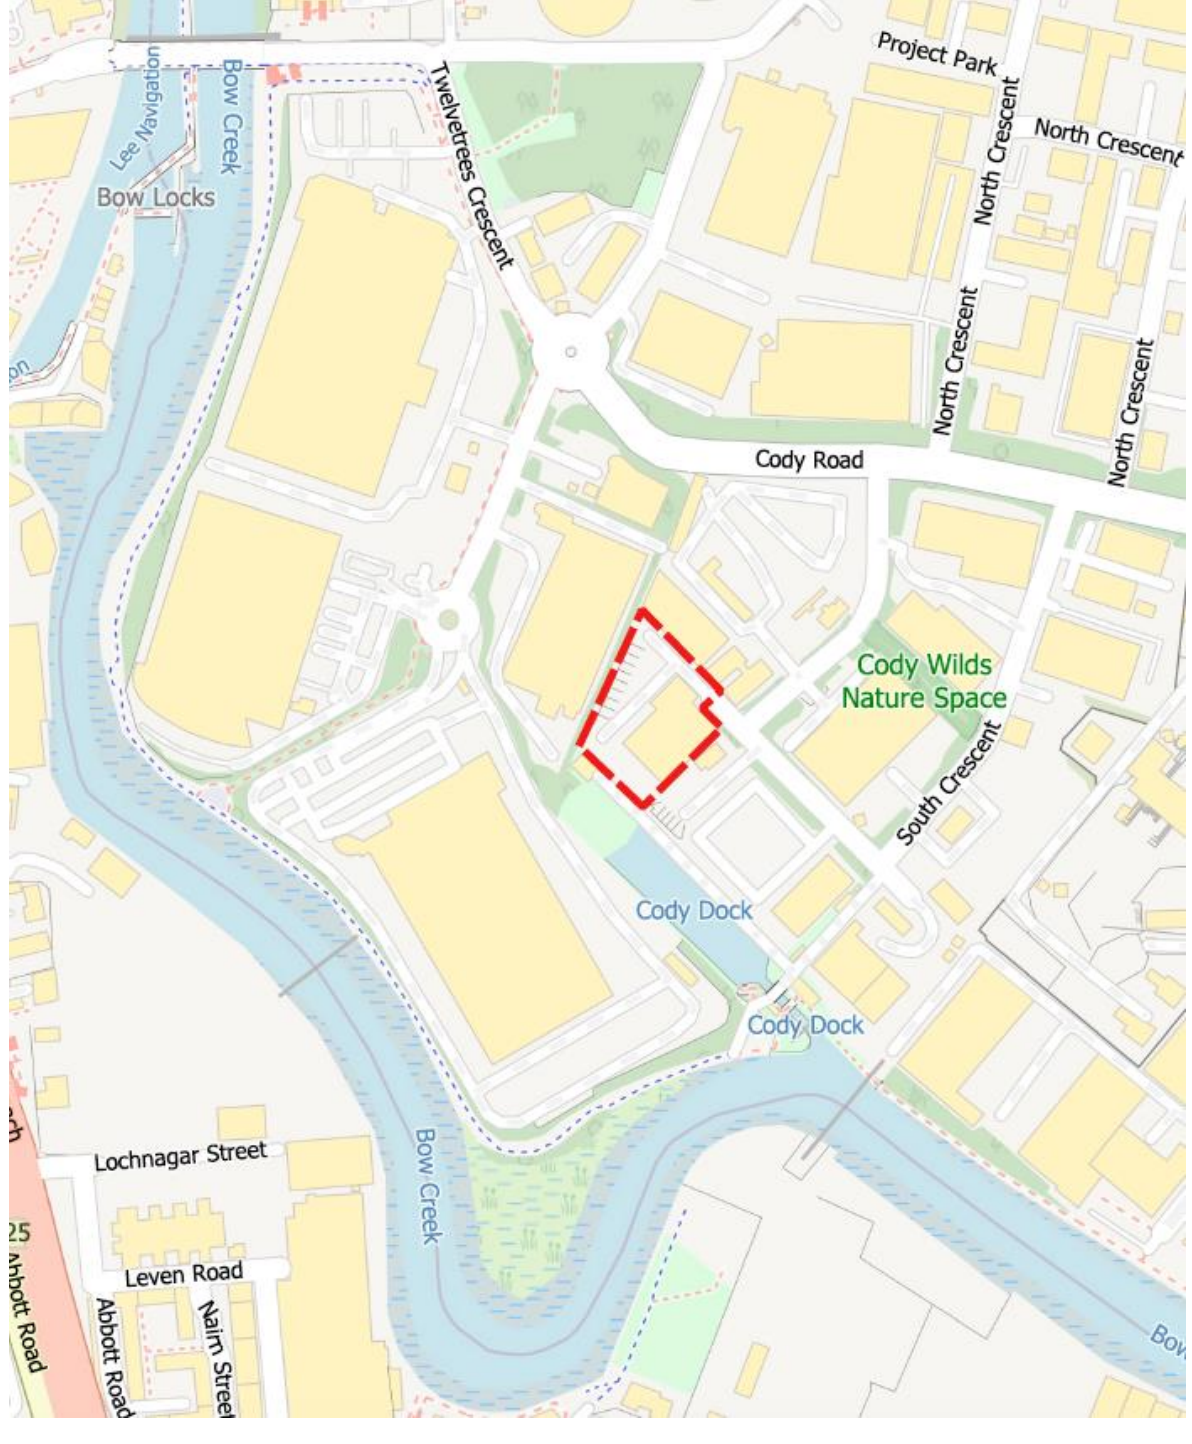 Project Park
North Crescent
North Crescent
Twelvetrees Crescent
Bow Creek
Lee Navigation
Bow Locks
North Crescent
North Crescent
Cody Road
Cody Wilds
Nature Space
South Crescent
Cody Dock
Cody Dock
Lochnagar Street
Bow Creek
Leven Road
Abbott Road
Abbott Road
Nairn Street
Bow